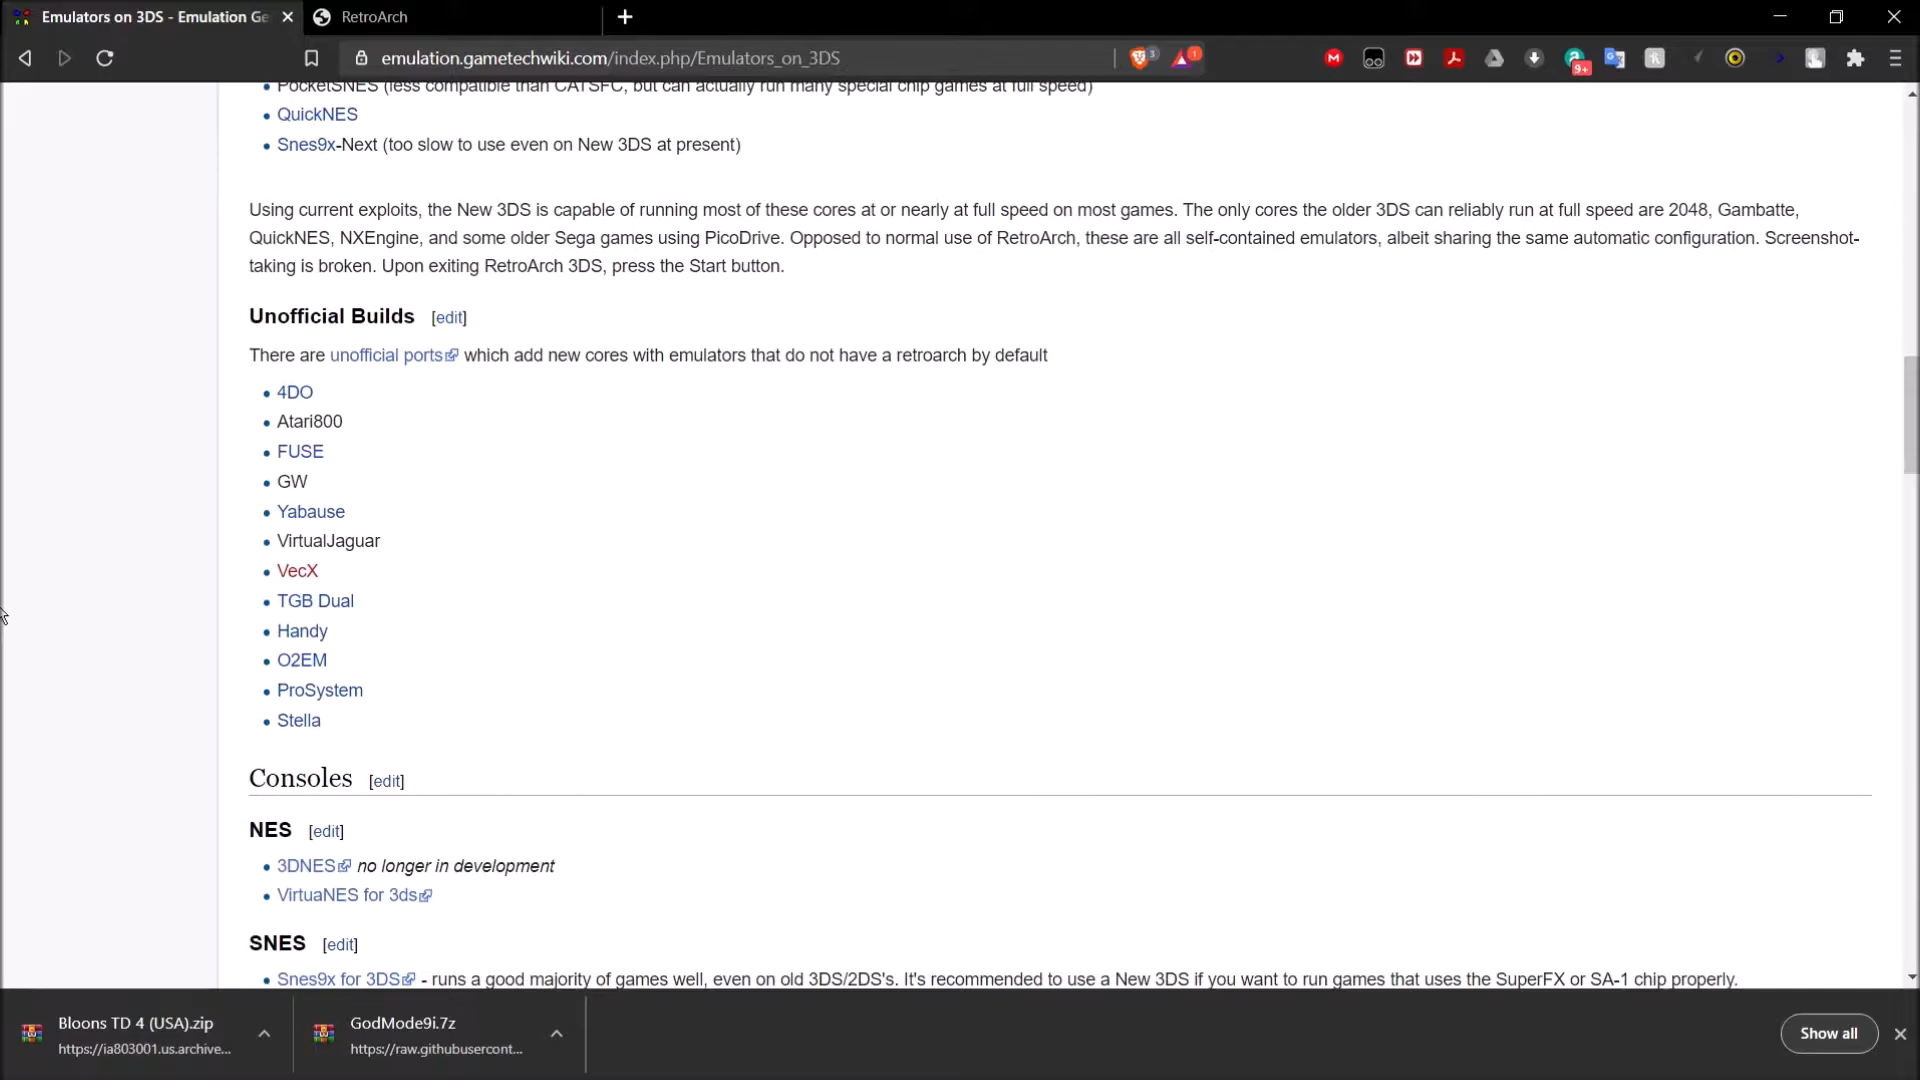 Emulators on 3DS - Emulation Ge
RetroArch
emulation.gametechwiki.com/index.php/Emulators_on_3DS
3
1
9+
PocketSNES (less compatible than CATSFC, but can actually run many special chip games at full speed)
QuickNES
Snes9x-Next (too slow to use even on New 3DS at present)
Using current exploits, the New 3DS is capable of running most of these cores at or nearly at full speed on most games. The only cores the older 3DS can reliably run at full speed are 2048, Gambatte,
QuickNES, NXEngine, and some older Sega games using PicoDrive. Opposed to normal use of RetroArch, these are all self-contained emulators, albeit sharing the same automatic configuration. Screenshot-
taking is broken. Upon exiting RetroArch 3DS, press the Start button.
Unofficial Builds [edit]
There are unofficial ports which add new cores with emulators that do not have a retroarch by default
4DO
Atari800
FUSE
GW
Yabause
VirtualJaguar
VecX
TGB Dual
Handy
O2EM
ProSystem
Stella
Consoles [edit]
NES [edit]
3DNES no longer in development
VirtuaNES for 3ds
SNES [edit]
Snes9x for 3DS - runs a good majority of games well, even on old 3DS/2DS's. It's recommended to use a New 3DS if you want to run games that uses the SuperFX or SA-1 chip properly.
Bloons TD 4 (USA).zip
https://ia803001.us.archive...
GodMode9i.7z
https://raw.githubusercont...
Show all